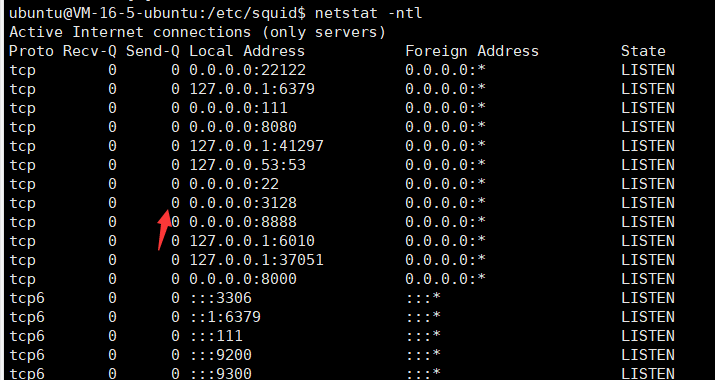 ubuntu@VM-16-5-ubuntu:/etc/squid$ netstat -ntl
Active Internet connections (only servers)
Proto Recv-Q Send-Q Local Address           Foreign Address         State
tcp        0      0 0.0.0.0:22122           0.0.0.0:*               LISTEN
tcp        0      0 127.0.0.1:6379          0.0.0.0:*               LISTEN
tcp        0      0 0.0.0.0:111             0.0.0.0:*               LISTEN
tcp        0      0 0.0.0.0:8080            0.0.0.0:*               LISTEN
tcp        0      0 127.0.0.1:41297         0.0.0.0:*               LISTEN
tcp        0      0 127.0.0.53:53           0.0.0.0:*               LISTEN
tcp        0      0 0.0.0.0:22              0.0.0.0:*               LISTEN
tcp        0      0 0.0.0.0:3128            0.0.0.0:*               LISTEN
tcp        0      0 0.0.0.0:8888            0.0.0.0:*               LISTEN
tcp        0      0 127.0.0.1:6010          0.0.0.0:*               LISTEN
tcp        0      0 127.0.0.1:37051         0.0.0.0:*               LISTEN
tcp        0      0 0.0.0.0:8000            0.0.0.0:*               LISTEN
tcp6       0      0 :::3306                 :::*                    LISTEN
tcp6       0      0 ::1:6379                :::*                    LISTEN
tcp6       0      0 :::111                  :::*                    LISTEN
tcp6       0      0 :::9200                 :::*                    LISTEN
tcp6       0      0 :::9300                 :::*                    LISTEN